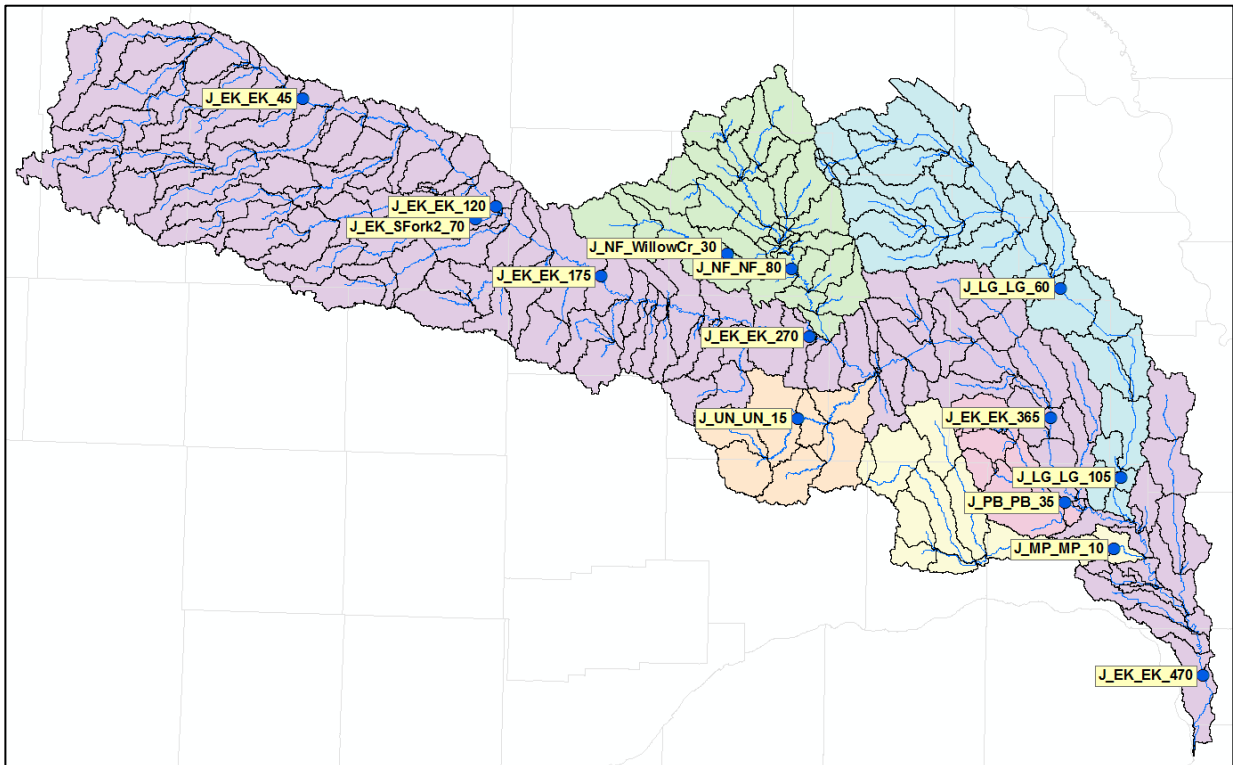 J_EK_EK_45
J_EK_EK_120
J_EK_SFork2_70
J_NF_WillowCr_30
J_NF_NF_80
J_EK_EK_175
J_LG_LG_60
J_EK_EK_270
J_UN_UN_15
J_EK_EK_365
J_LG_LG_105
J_PB_PB_35
J_MP_MP_10
J_EK_EK_470